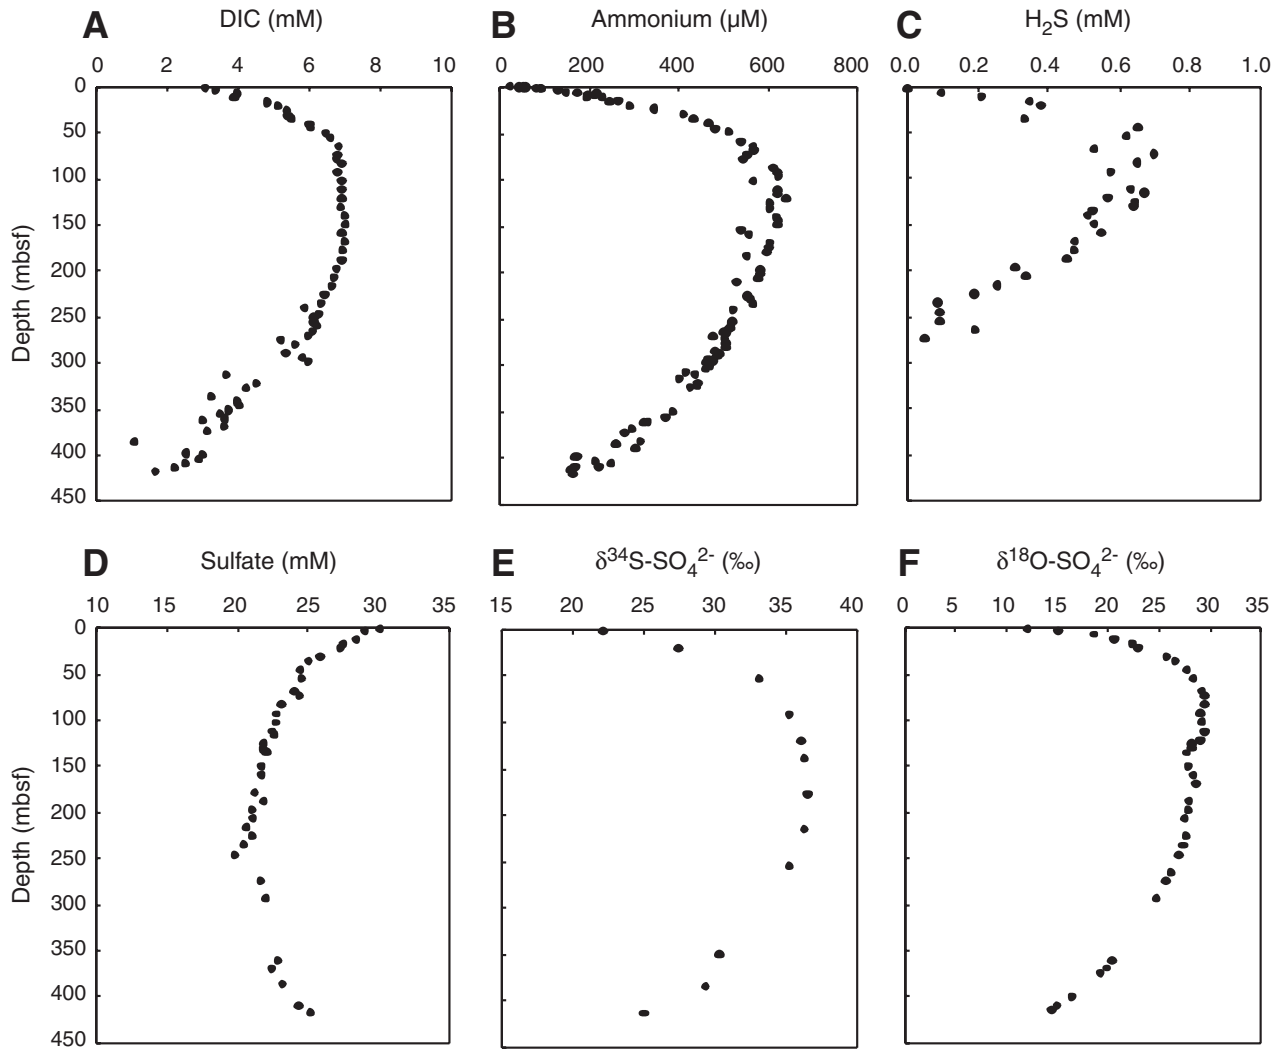 A DIC (mM)
B Ammonium (μM)
C H₂S (mM)
0 2 4 6 8 10
0 200 400 600 800
0.0 0.2 0.4 0.6 0.8 1.0
0
50
100
150
200
250
300
350
400
450
Depth (mbsf)
D Sulfate (mM)
E δ³⁴S-SO₄²⁻ (‰)
F δ¹⁸O-SO₄²⁻ (‰)
10 15 20 25 30 35
15 20 25 30 35 40
0 5 10 15 20 25 30 35
0
50
100
150
200
250
300
350
400
450
Depth (mbsf)